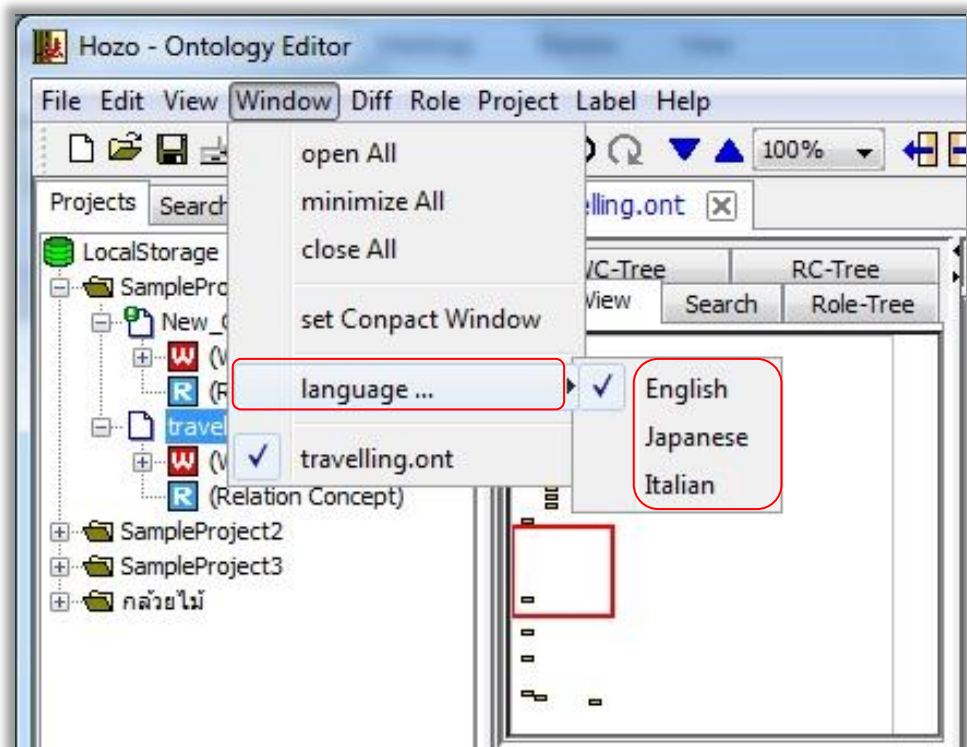 Hozo - Ontology Editor
File Edit View Window Diff Role Project Label Help
100%
Projects
travelling.ont
open All
minimize All
close All
set Conpact Window
language ...
English
Japanese
Italian
RC-Tree
Search
Role-Tree
LocalStorage
(Relation Concept)
SampleProject2
SampleProject3
กล้วยไม้